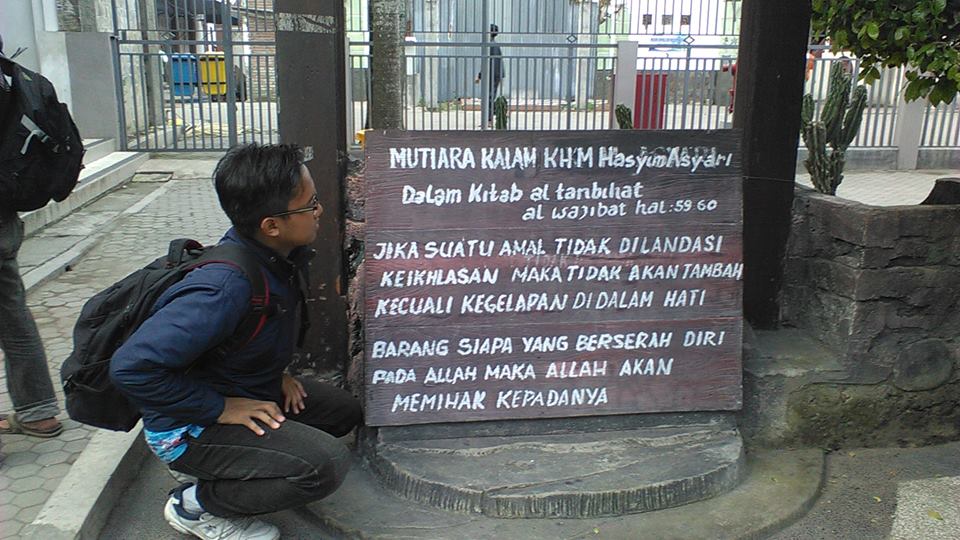 MUTIARA KALAM KH'M Hasyim Asyari
Dalam Kitab al tanbihat
al wajibat hal:59 60
JIKA SUATU AMAL TIDAK DILANDASI
KEIKHLASAN MAKA TIDAK AKAN TAMBAH
KECUALI KEGELAPAN DI DALAM HATI
BARANG SIAPA YANG BERSERAH DIRI
PADA ALLAH MAKA ALLAH AKAN
MEMIHAK KEPADANYA